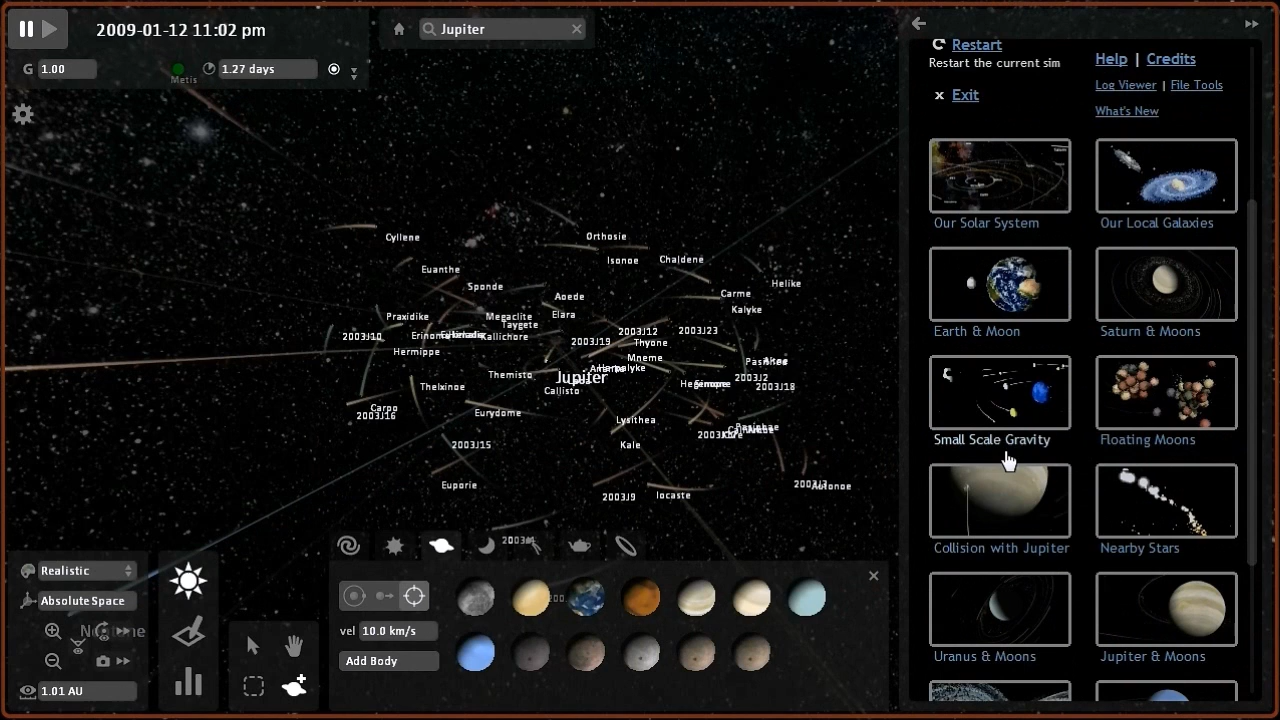 2009-01-12 11:02 pm
Jupiter
G 1.00
Metis
1.27 days
Restart
Restart the current sim
x Exit
Help | Credits
Log Viewer | File Tools
What's New
Our Solar System
Our Local Galaxies
Earth & Moon
Saturn & Moons
Small Scale Gravity
Floating Moons
Collision with Jupiter
Nearby Stars
Uranus & Moons
Jupiter & Moons
Cyllene
Orthosie
Isonoe
Chaldene
Euanthe
Sponde
Helike
Aoede
Carme
Kalyke
Praxidike
Megaclite
Elara
Taygete
2003J10
Kallichore
2003J12
2003J23
2003J19
Thyone
Hermippe
Mneme
Themisto
Jupiter
2003J2
2003J18
Thelxinoe
Callisto
Carpo
2003J16
Eurydome
Lysithea
Kale
2003J15
Euporie
2003J9
Iocaste
Realistic
Absolute Space
Neptune
1.01 AU
vel 10.0 km/s
Add Body